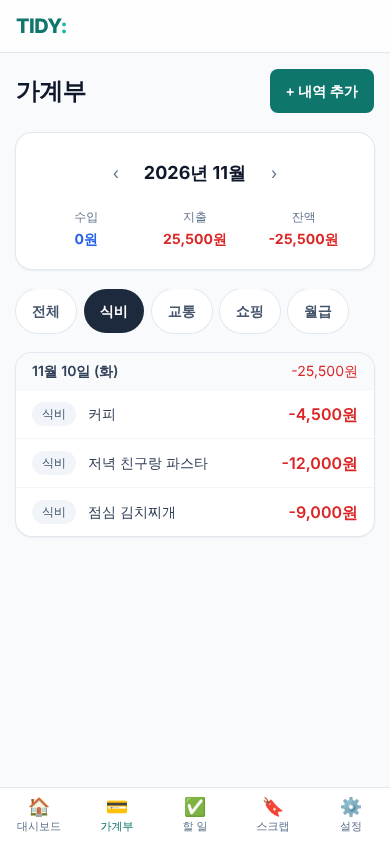 TIDY:
가계부
+ 내역 추가
‹ 2026년 11월 ›
수입 지출 잔액
0원 25,500원 -25,500원
전체 식비 교통 쇼핑 월급
11월 10일 (화) -25,500원
식비 커피 -4,500원
식비 저녁 친구랑 파스타 -12,000원
식비 점심 김치찌개 -9,000원
대시보드 가계부 할 일 스크랩 설정